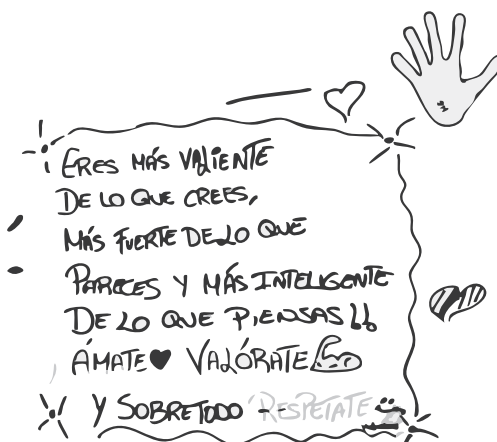 ERES MÁS VALIENTE
DE LO QUE CREES,
MÁS FUERTE DE LO QUE
PARECES Y MÁS INTELIGENTE
DE LO QUE PIENSAS!!
ÁMATE♥ VALÓRATE
Y SOBRETODO -- RESPÉTATE